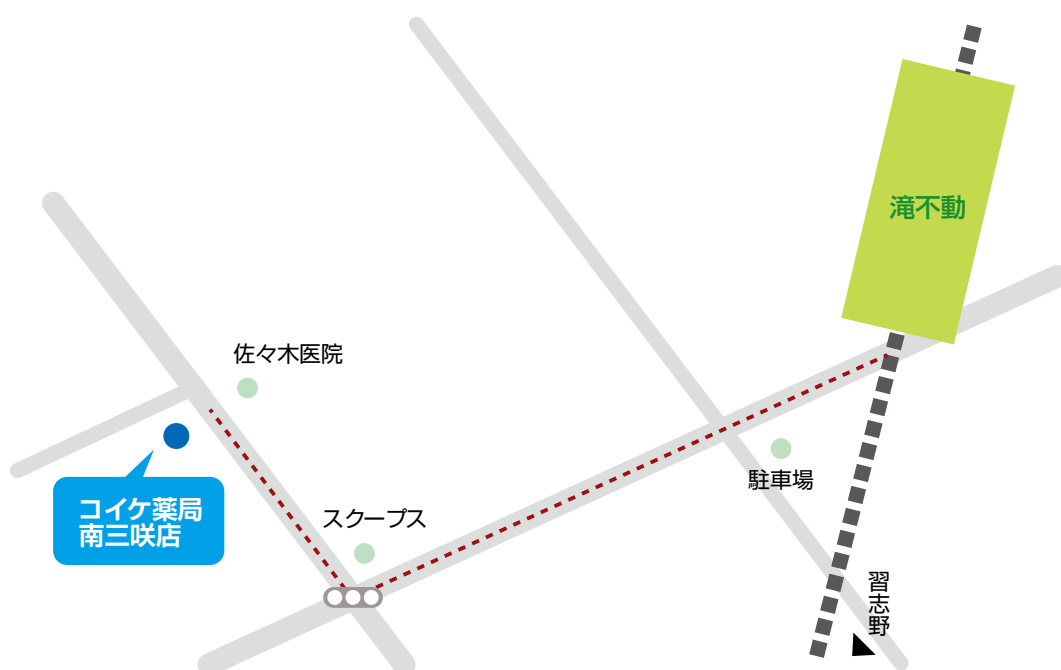 滝不動
佐々木医院
駐車場
コイケ薬局
南三咲店
スクープス
習志野